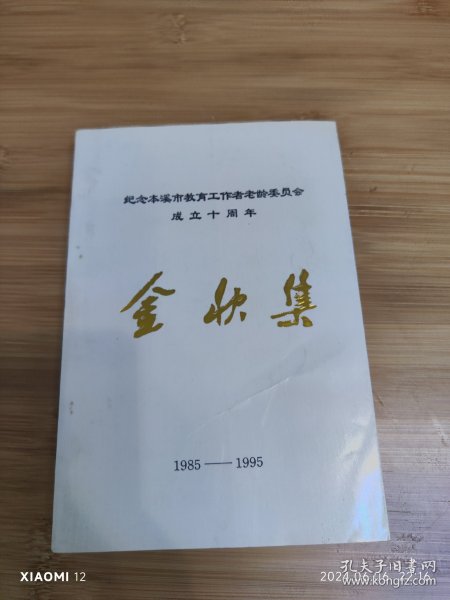 纪念本溪市教育工作者老龄委员会
成立十周年
金秋集
1985——1995
XIAOMI 12
孔夫子旧书网